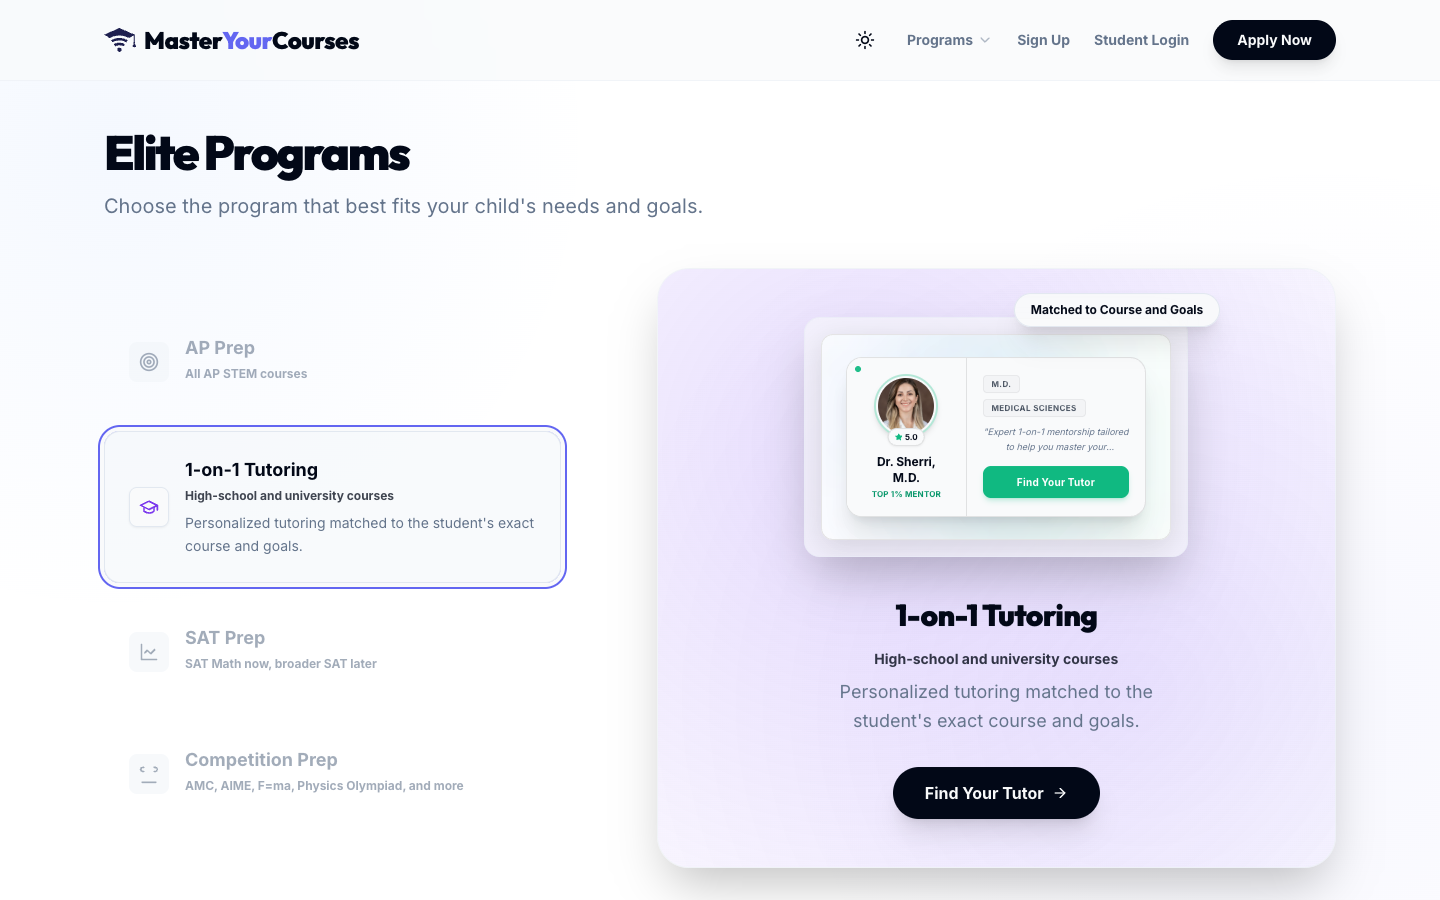 MasterYourCourses
Programs
Sign Up
Student Login
Apply Now
Elite Programs
Choose the program that best fits your child's needs and goals.
AP Prep
All AP STEM courses
1-on-1 Tutoring
High-school and university courses
Personalized tutoring matched to the student's exact
course and goals.
SAT Prep
SAT Math now, broader SAT later
Competition Prep
AMC, AIME, F=ma, Physics Olympiad, and more
Matched to Course and Goals
5.0
Dr. Sherri,
M.D.
TOP 1% MENTOR
M.D.
MEDICAL SCIENCES
"Expert 1-on-1 mentorship tailored
to help you master your...
Find Your Tutor
1-on-1 Tutoring
High-school and university courses
Personalized tutoring matched to the
student's exact course and goals.
Find Your Tutor